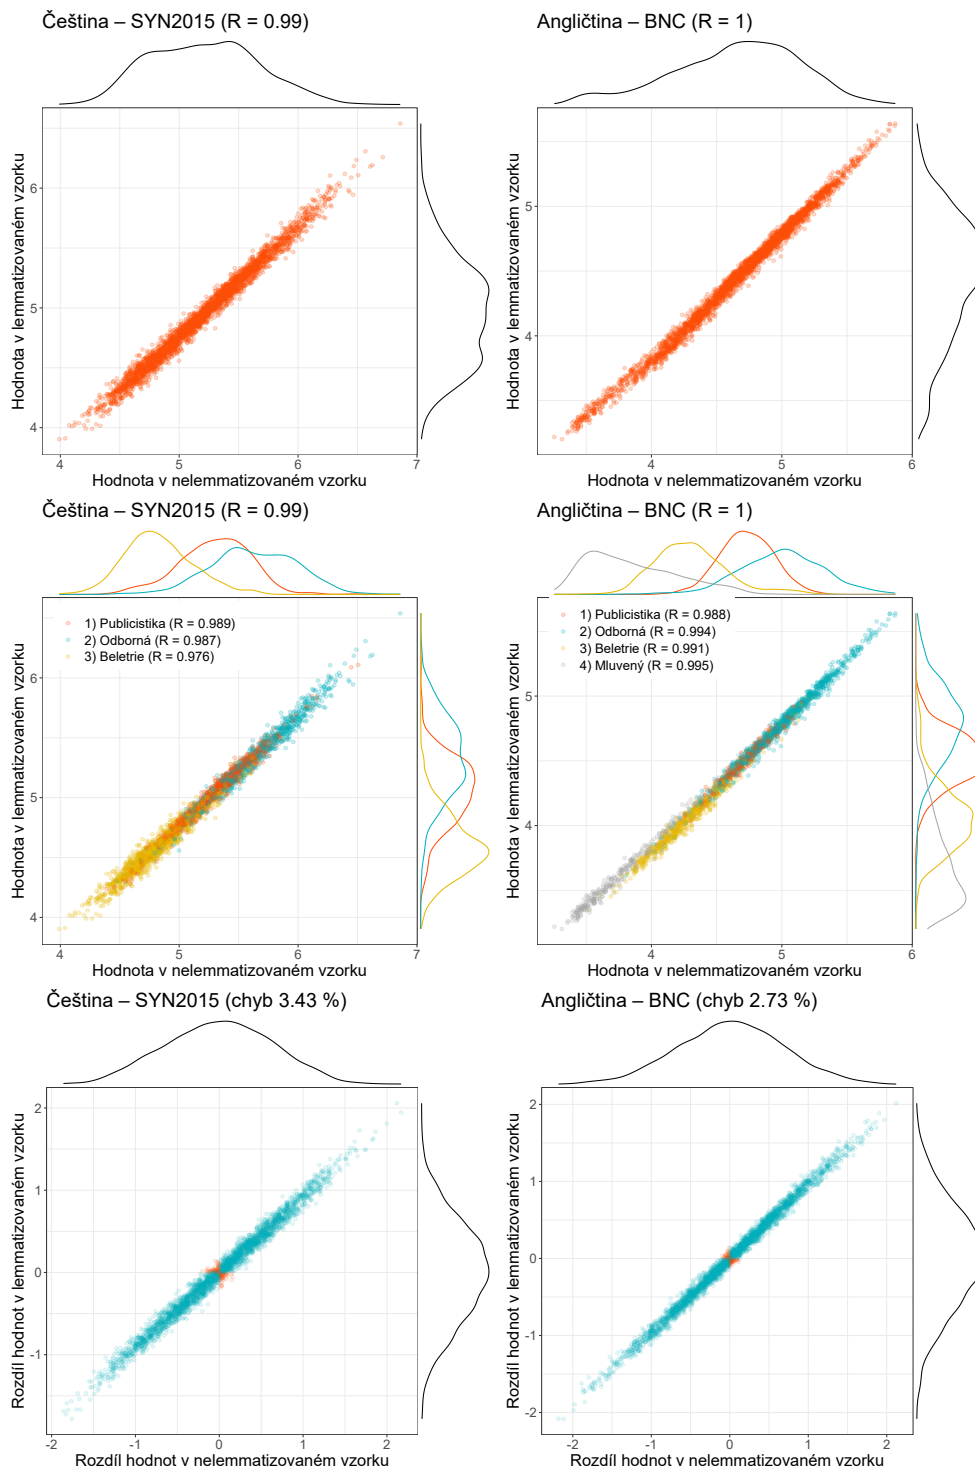 Čeština – SYN2015 (R = 0.99)
Hodnota v lemmatizovaném vzorku
6
5
4
4
5
6
7
Hodnota v nelemmatizovaném vzorku
Angličtina – BNC (R = 1)
Hodnota v lemmatizovaném vzorku
5
4
4
5
6
Hodnota v nelemmatizovaném vzorku
Čeština – SYN2015 (R = 0.99)
1) Publicistika (R = 0.989)
2) Odborná (R = 0.987)
3) Beletrie (R = 0.976)
Hodnota v lemmatizovaném vzorku
6
5
4
4
5
6
7
Hodnota v nelemmatizovaném vzorku
Angličtina – BNC (R = 1)
1) Publicistika (R = 0.988)
2) Odborná (R = 0.994)
3) Beletrie (R = 0.991)
4) Mluvený (R = 0.995)
Hodnota v lemmatizovaném vzorku
5
4
4
5
6
Hodnota v nelemmatizovaném vzorku
Čeština – SYN2015 (chyb 3.43 %)
Rozdíl hodnot v lemmatizovaném vzorku
2
1
0
-1
-2
-1
0
1
2
Rozdíl hodnot v nelemmatizovaném vzorku
Angličtina – BNC (chyb 2.73 %)
Rozdíl hodnot v lemmatizovaném vzorku
2
1
0
-1
-2
-2
-1
0
1
2
Rozdíl hodnot v nelemmatizovaném vzorku